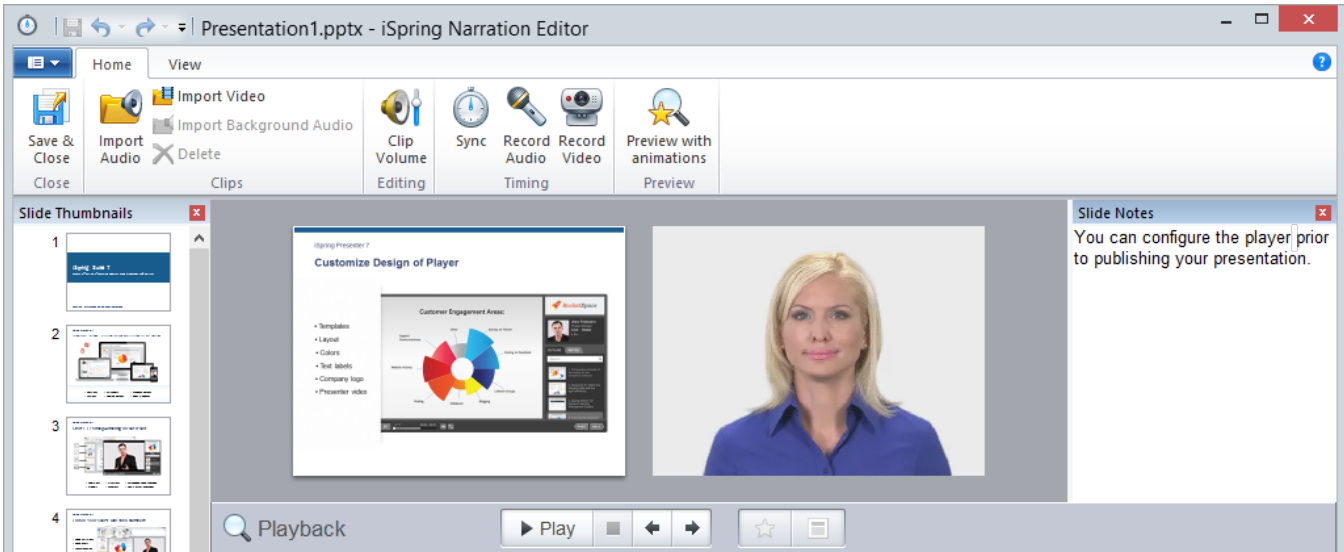 Presentation1.pptx - iSpring Narration Editor
Home View
Save & Close
Import Audio
Import Video
Import Background Audio
Delete
Clip Volume
Sync
Record Audio
Record Video
Preview with animations
Close
Clips
Editing
Timing
Preview
Slide Thumbnails
1
2
3
4
iSpring Presenter 7
Customize Design of Player
• Templates
• Layout
• Colors
• Text labels
• Company logo
• Presenter video
Customer Engagement Areas:
Slide Notes
You can configure the player prior
to publishing your presentation.
Playback
Play